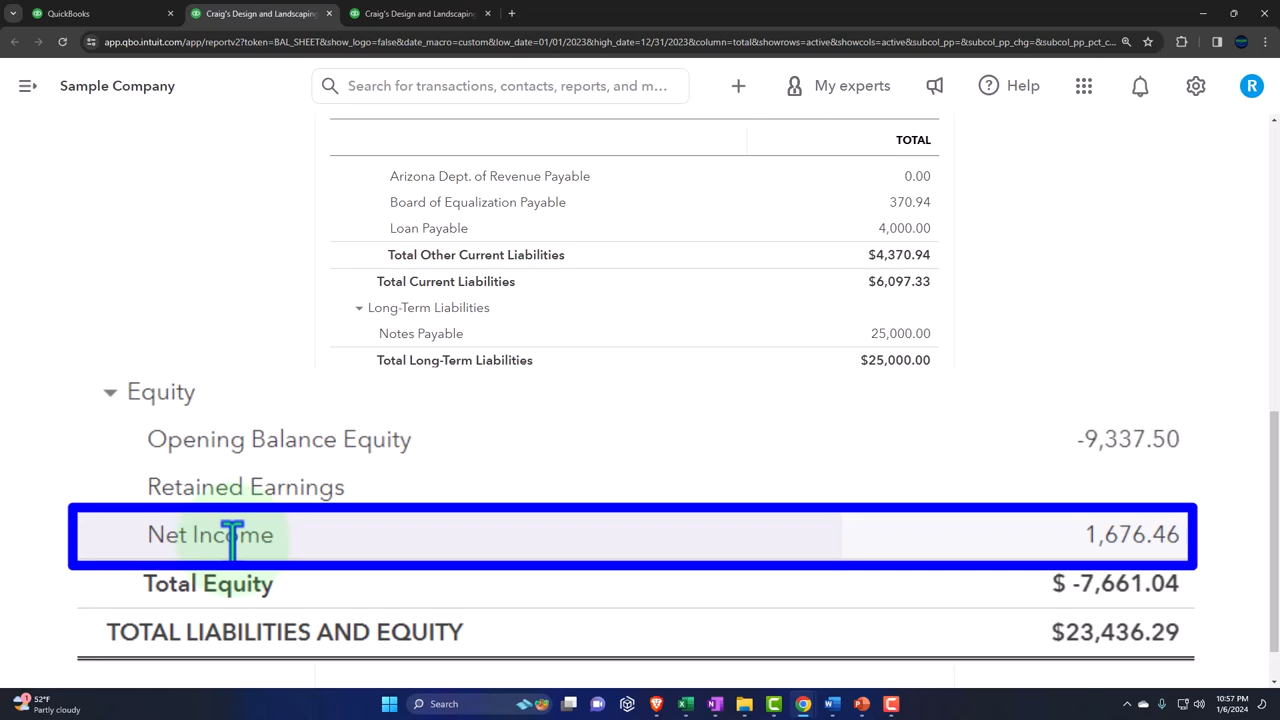 QuickBooks
Craig's Design and Landscaping
Craig's Design and Landscaping
app.qbo.intuit.com/app/reportv2?token=BAL_SHEET&show_logo=false&date_macro=custom&low_date=01/01/2023&high_date=12/31/2023&column=total&showrows=active&showcols=active&subcol_pp=&subcol_pp_chg=&subcol_pp_pct_c...
Sample Company
Search for transactions, contacts, reports, and m...
My experts
Help
R
TOTAL
Arizona Dept. of Revenue Payable 0.00
Board of Equalization Payable 370.94
Loan Payable 4,000.00
Total Other Current Liabilities $4,370.94
Total Current Liabilities $6,097.33
Long-Term Liabilities
Notes Payable 25,000.00
Total Long-Term Liabilities $25,000.00
Equity
Opening Balance Equity -9,337.50
Retained Earnings
Net Income 1,676.46
Total Equity $ -7,661.04
TOTAL LIABILITIES AND EQUITY $23,436.29
1
52°F
Partly cloudy
Search
10:57 PM
1/6/2024